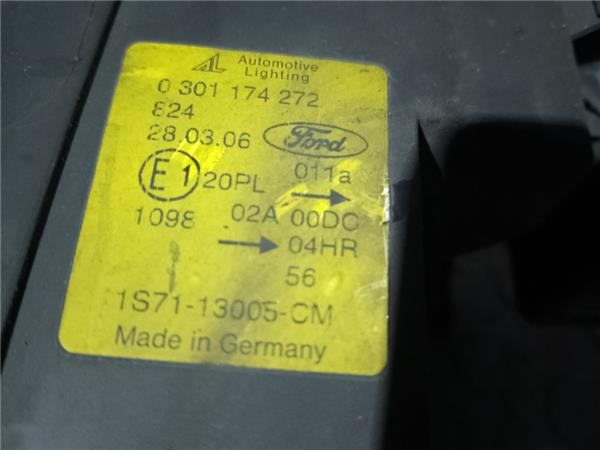 AL Automotive
Lighting
0 301 174 272
824
28.03.06 Ford
E1 20PL 011a →
1098 02A 00DC
→ 04HR
56
1S71-13005-CM
Made in Germany